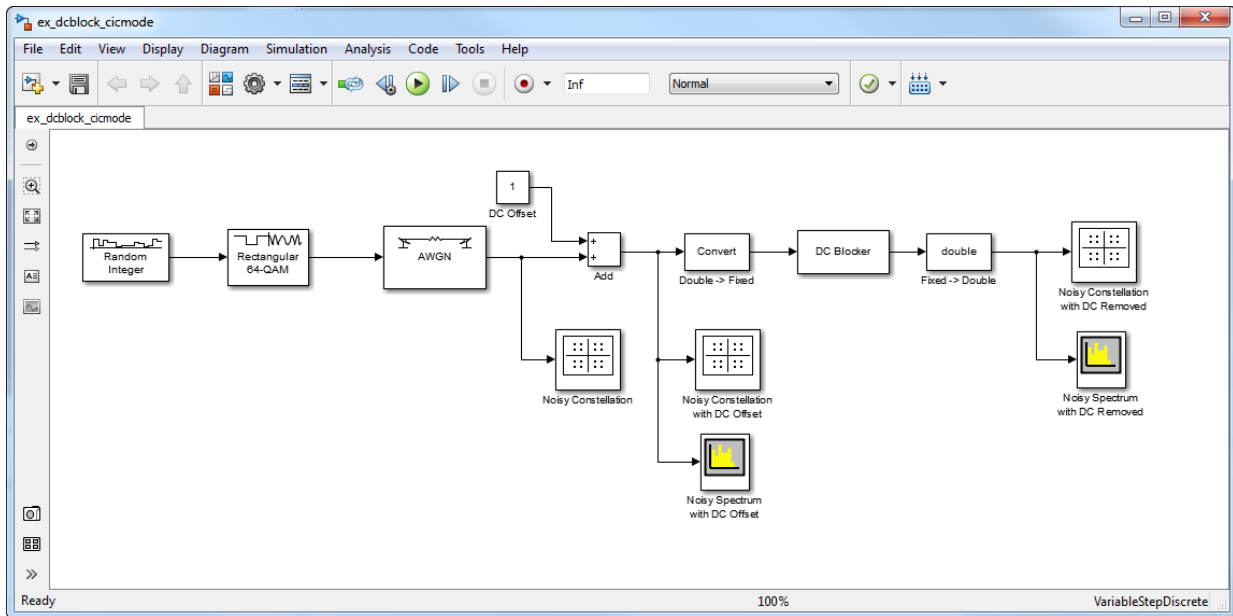 ex_dcblock_cicmode
File Edit View Display Diagram Simulation Analysis Code Tools Help
Inf
Normal
ex_dcblock_cicmode
1
DC Offset
Random
Integer
Rectangular
64-QAM
AWGN
+
+
Add
Convert
Double -> Fixed
DC Blocker
double
Fixed -> Double
Noisy Constellation
with DC Removed
Noisy Constellation
Noisy Constellation
with DC Offset
Noisy Spectrum
with DC Removed
Noisy Spectrum
with DC Offset
Ready
100%
VariableStepDiscrete